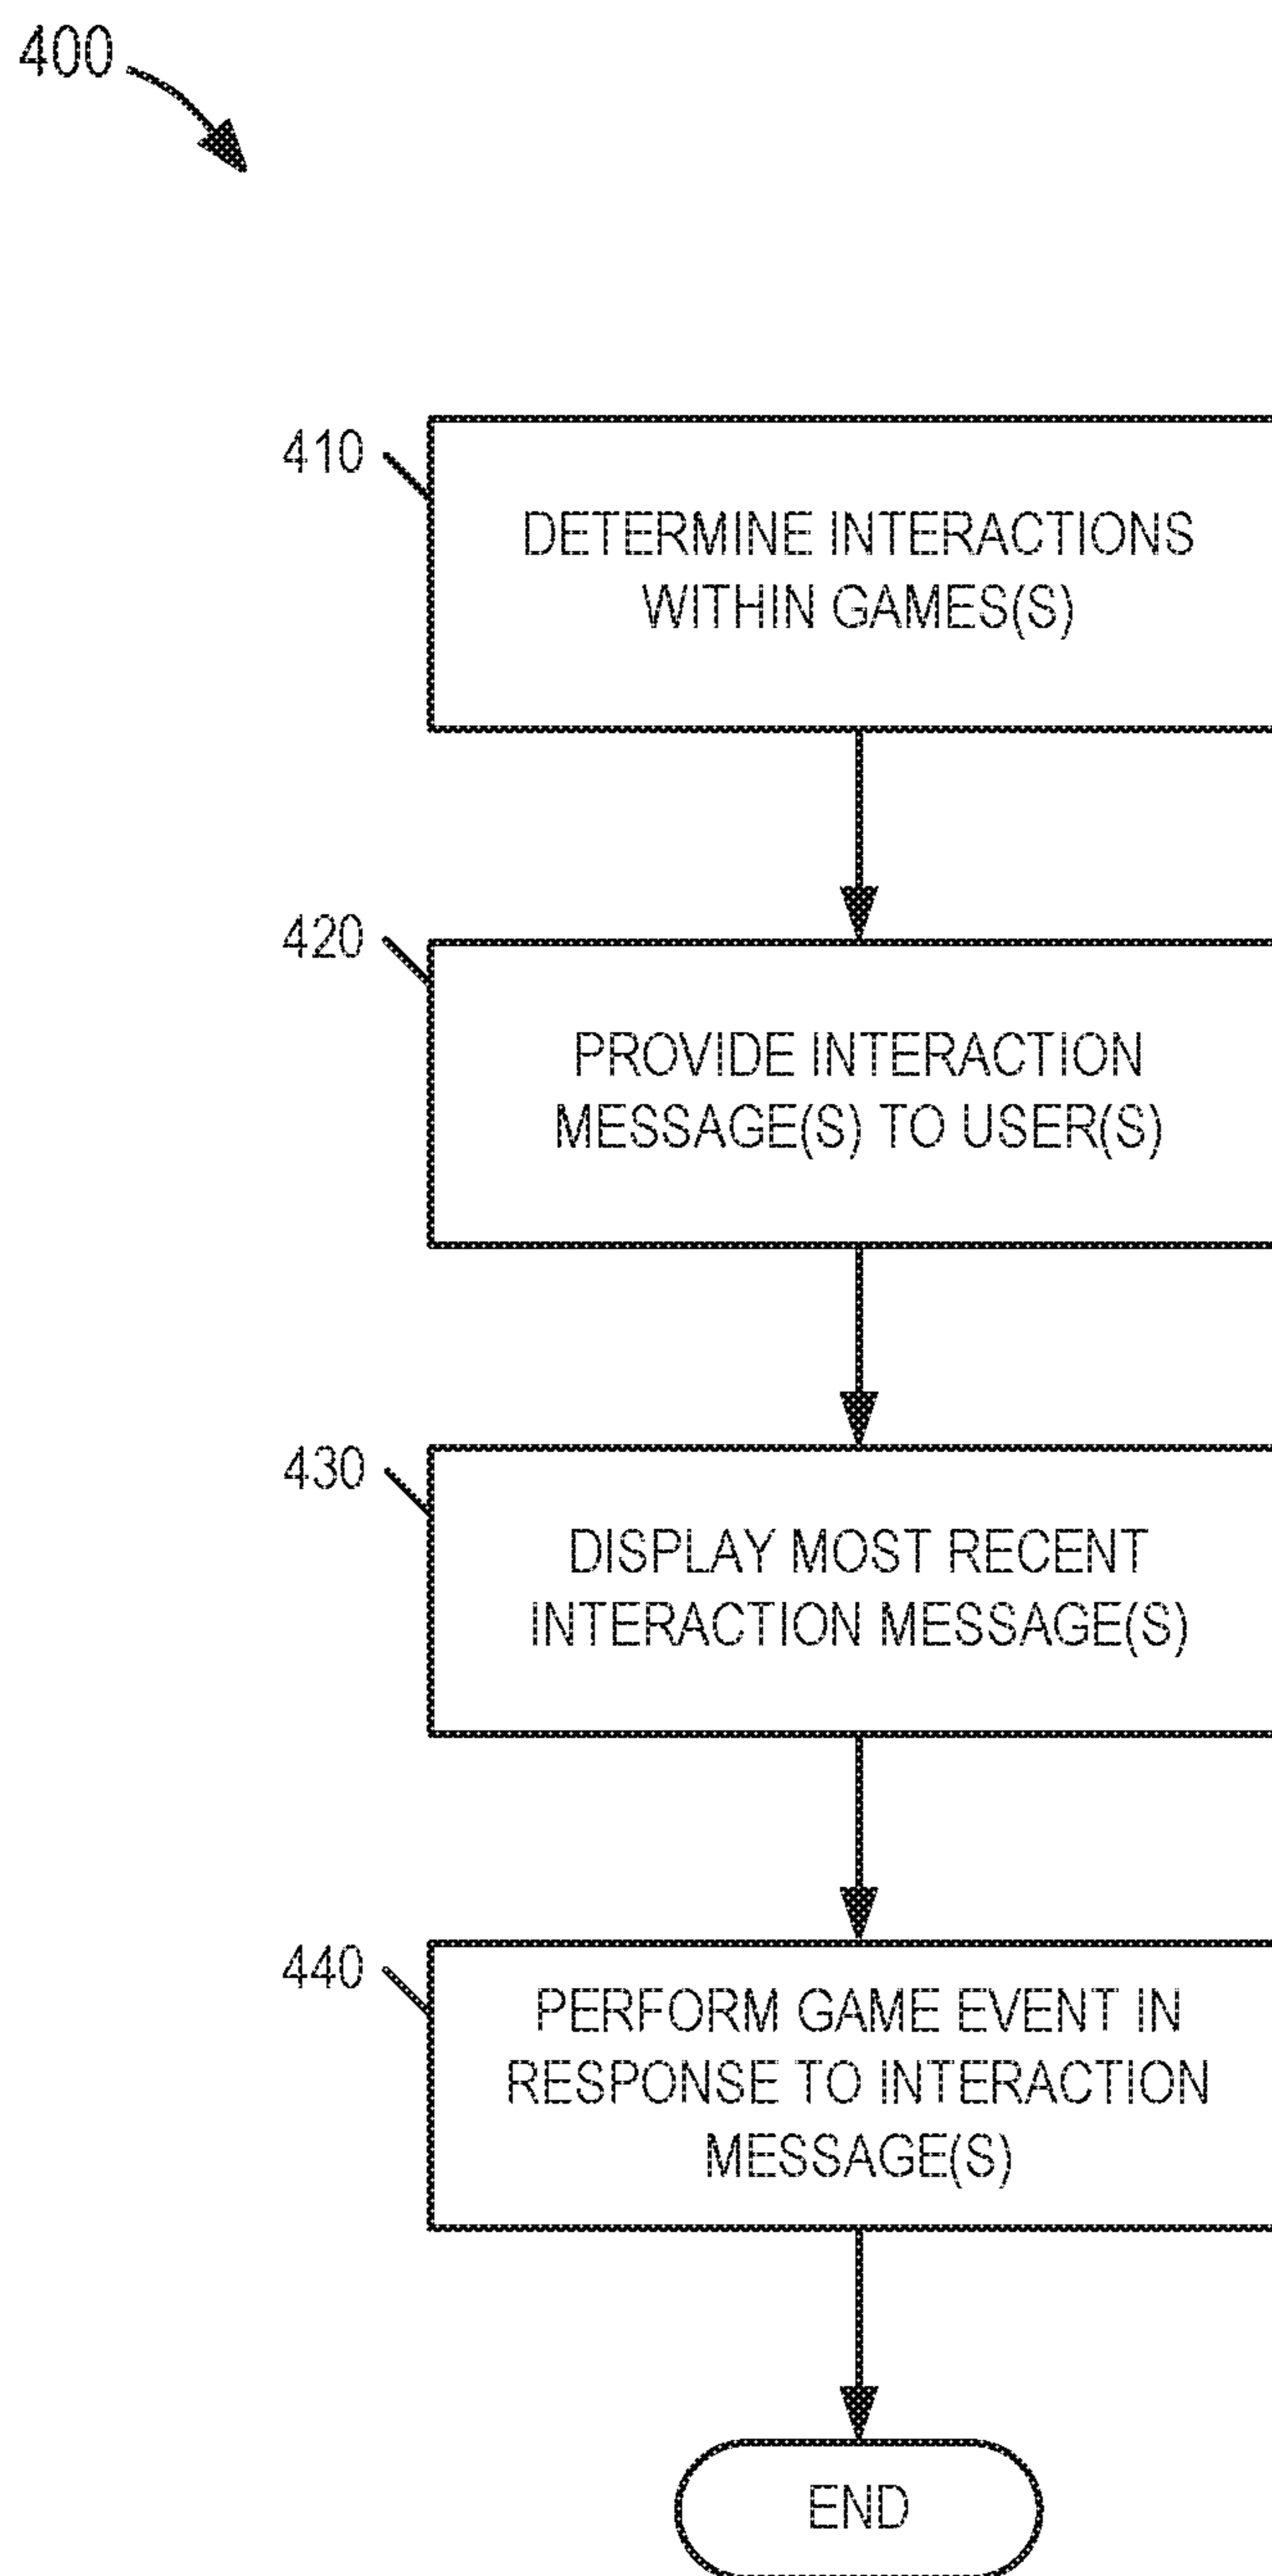 400
410
DETERMINE INTERACTIONS
WITHIN GAMES(S)
420
PROVIDE INTERACTION
MESSAGE(S) TO USER(S)
430
DISPLAY MOST RECENT
INTERACTION MESSAGE(S)
440
PERFORM GAME EVENT IN
RESPONSE TO INTERACTION
MESSAGE(S)
END